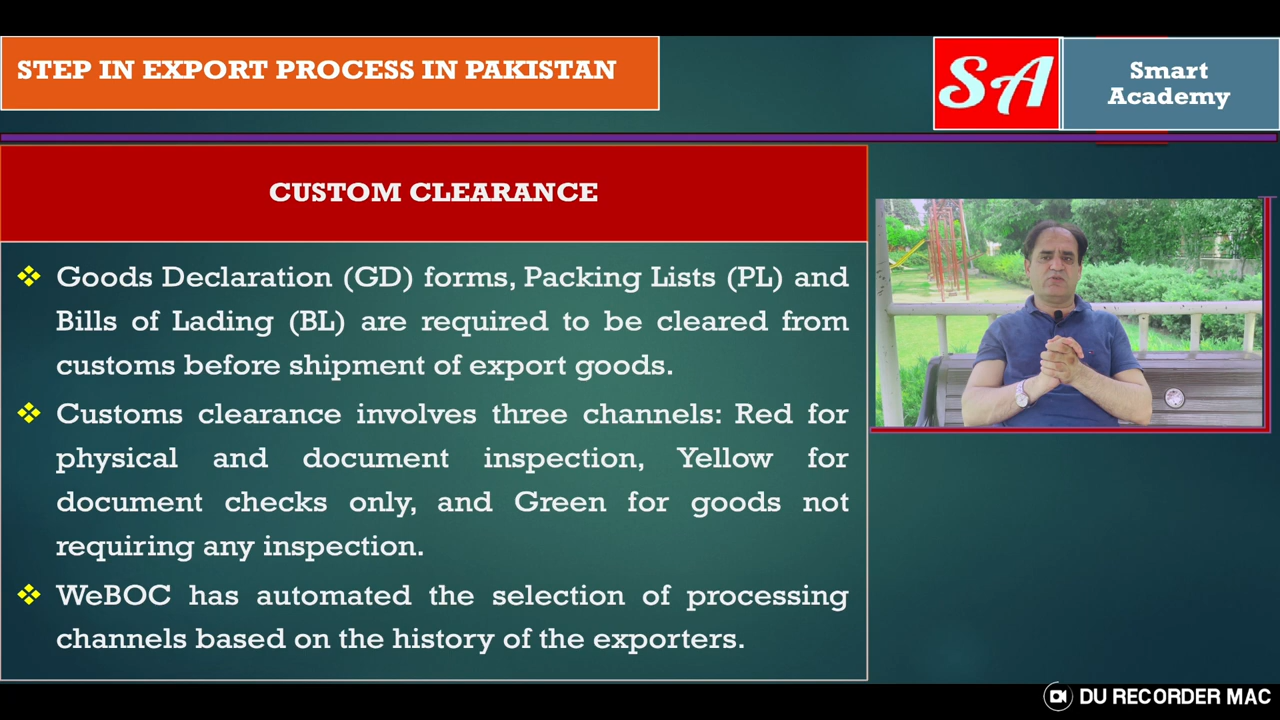 STEP IN EXPORT PROCESS IN PAKISTAN
SA
Smart
Academy
CUSTOM CLEARANCE
❖ Goods Declaration (GD) forms, Packing Lists (PL) and
Bills of Lading (BL) are required to be cleared from
customs before shipment of export goods.
❖ Customs clearance involves three channels: Red for
physical and document inspection, Yellow for
document checks only, and Green for goods not
requiring any inspection.
❖ WeBOC has automated the selection of processing
channels based on the history of the exporters.
DU RECORDER MAC